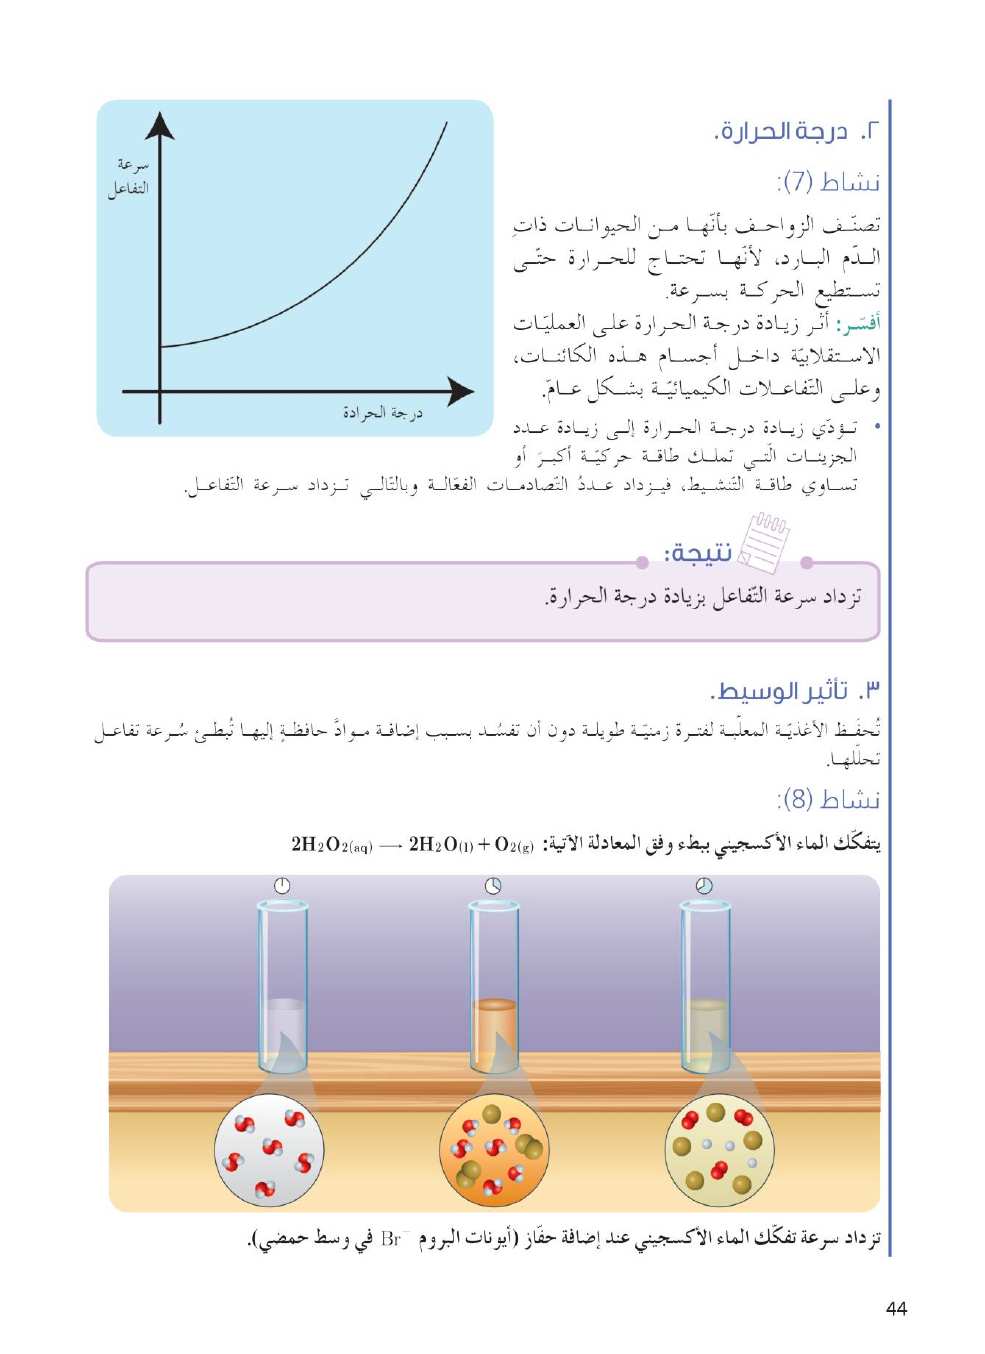 ٢. درجة الحرارة.
نشاط (7):
تصنّف الزواحف بأنّها من الحيوانات ذاتِ
الدّم البارد، لأنّها تحتاج للحرارة حتّى
تستطيع الحركة بسرعة.
أفسّر: أثر زيادة درجة الحرارة على العمليّات
الاستقلابيّة داخل أجسام هذه الكائنات،
وعلى التّفاعلات الكيميائيّة بشكل عامّ.
• تؤدّي زيادة درجة الحرارة إلى زيادة عدد
الجزيئات الّتي تملك طاقة حركيّة أكبرَ أو
تساوي طاقة التّنشيط، فيزداد عددُ التّصادمات الفعّالة وبالتّالي تزداد سرعة التّفاعل.
سرعة
التفاعل
درجة الحرادة
نتيجة:
تزداد سرعة التّفاعل بزيادة درجة الحرارة.
٣. تأثير الوسيط.
تُحفَظ الأغذيّة المعلّبة لفترة زمنيّة طويلة دون أن تفسُد بسبب إضافة موادَّ حافظةٍ إليها تُبطئ سُرعة تفاعل
تحلّلها.
نشاط (8):
يتفكّك الماء الأكسجيني ببطء وفق المعادلة الآتية: 2H₂O₂(aq) → 2H₂O(l) + O₂(g)
تزداد سرعة تفكّك الماء الأكسجيني عند إضافة حفّاز (أيونات البروم Br⁻ في وسط حمضي).
44